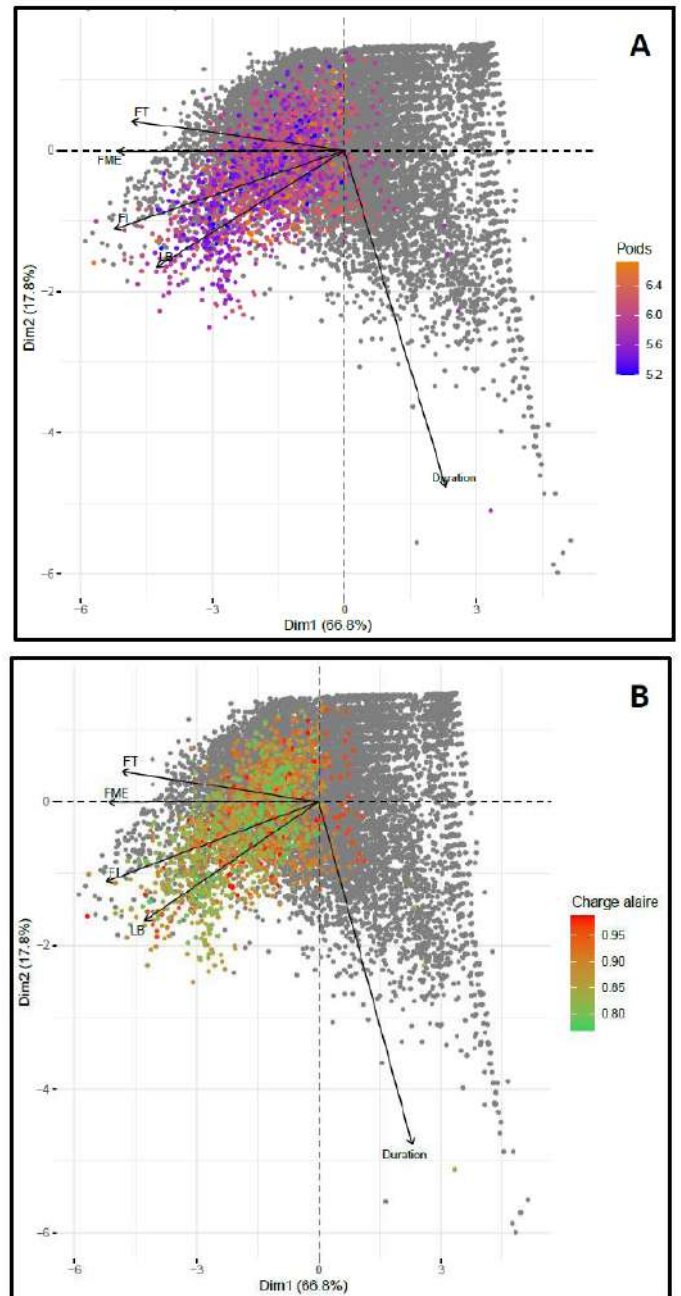 A
FT
0
FME
FI
LB
Poids
6.4
6.0
5.6
5.2
−2
Dim2 (17.8%)
−4
Duration
−6
−6
−3
0
3
Dim1 (66.8%)
B
FT
FME
0
FI
LB
Charge alaire
0.95
0.90
0.85
0.80
−2
Dim2 (17.8%)
−4
Duration
−6
−6
−3
0
3
Dim1 (66.8%)